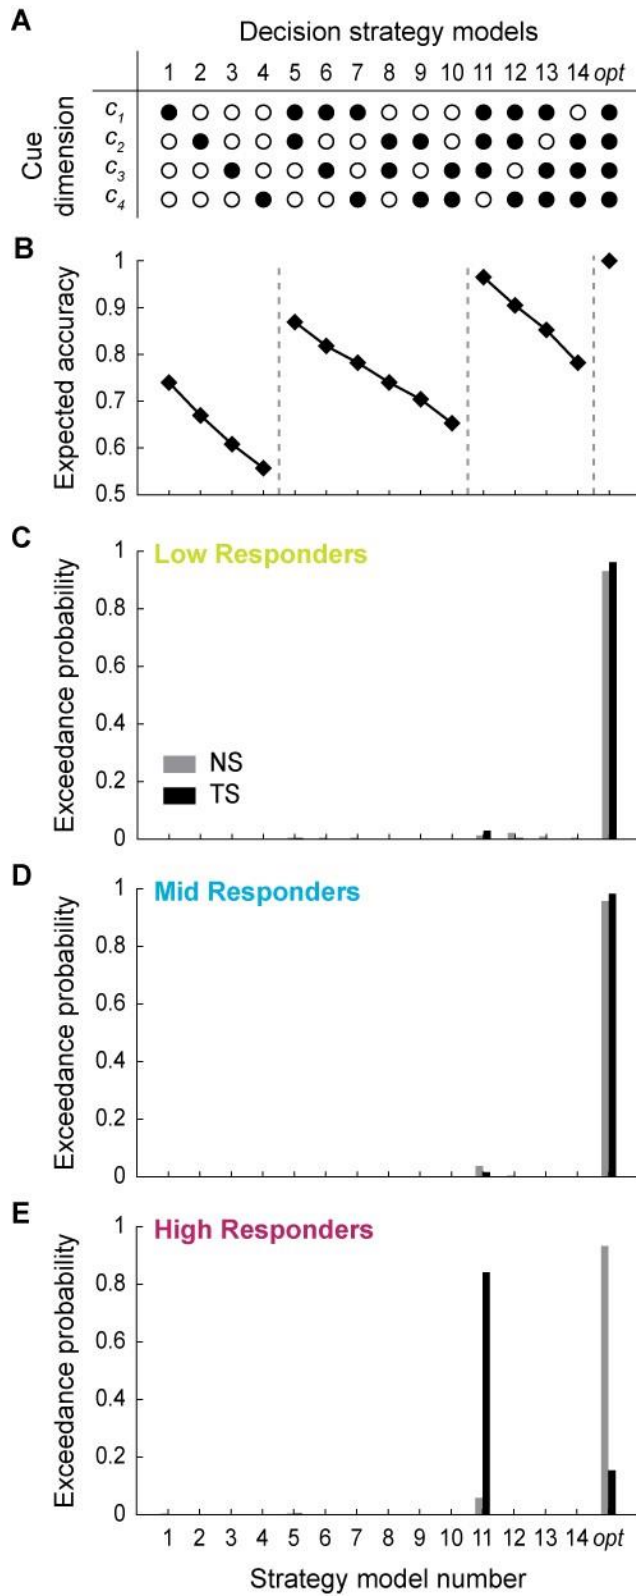 A
Decision strategy models
1 2 3 4 5 6 7 8 9 10 11 12 13 14 opt
Cue dimension
c1
c2
c3
c4
B
Expected accuracy
1
0.9
0.8
0.7
0.6
0.5
C
Low Responders
Exceedance probability
1
0.8
0.6
0.4
0.2
0
NS
TS
D
Mid Responders
Exceedance probability
1
0.8
0.6
0.4
0.2
0
E
High Responders
Exceedance probability
1
0.8
0.6
0.4
0.2
0
1 2 3 4 5 6 7 8 9 10 11 12 13 14 opt
Strategy model number